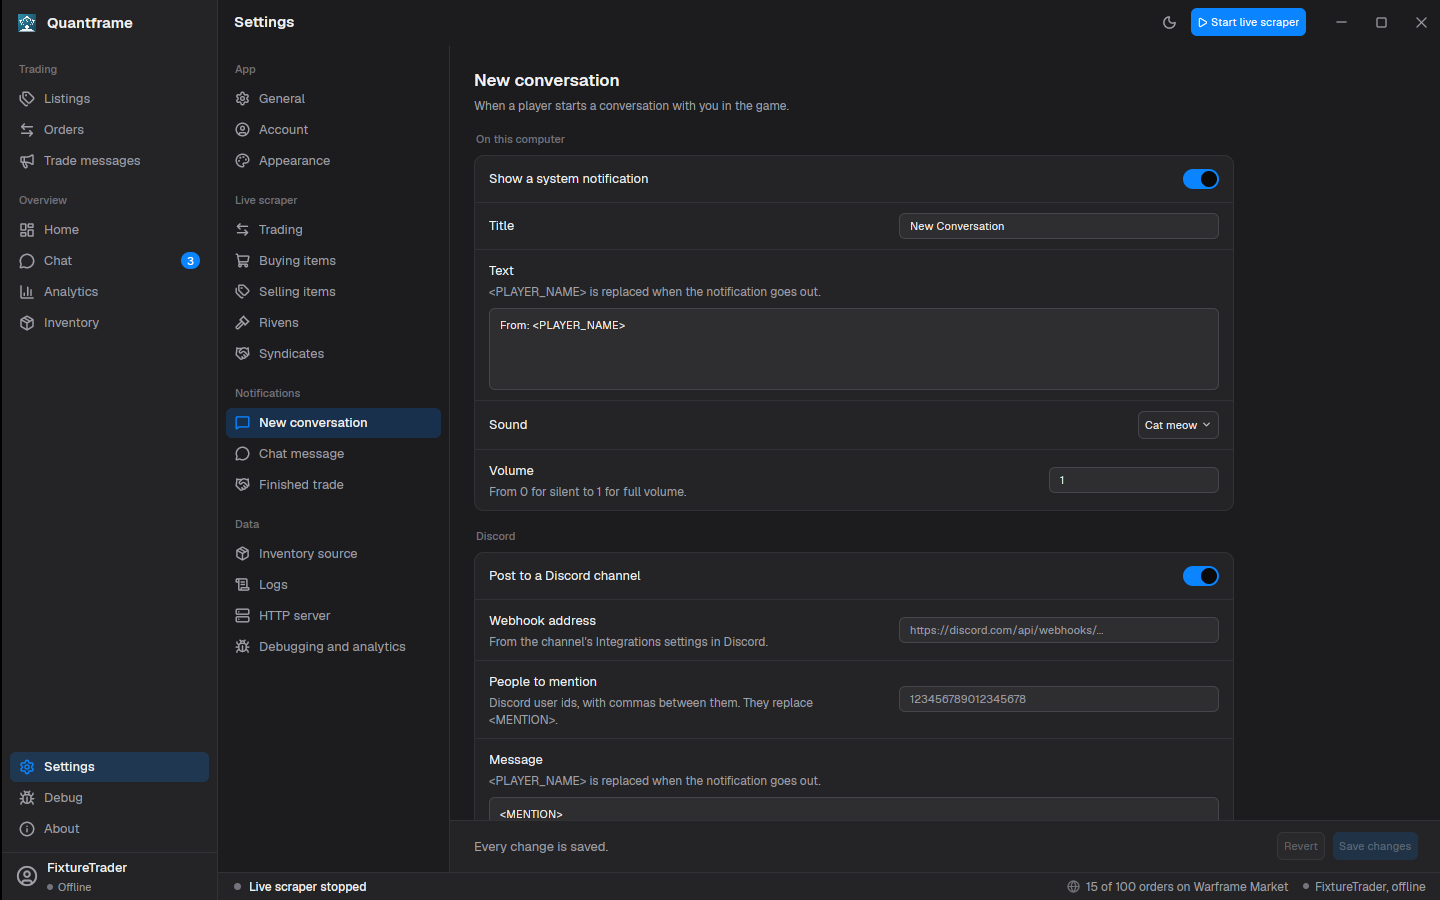 Quantframe
Trading
Listings
Orders
Trade messages
Overview
Home
Chat
3
Analytics
Inventory
Settings
Debug
About
FixtureTrader
Offline
Settings
Start live scraper
App
General
Account
Appearance
Live scraper
Trading
Buying items
Selling items
Rivens
Syndicates
Notifications
New conversation
Chat message
Finished trade
Data
Inventory source
Logs
HTTP server
Debugging and analytics
New conversation
When a player starts a conversation with you in the game.
On this computer
Show a system notification
Title
New Conversation
Text
<PLAYER_NAME> is replaced when the notification goes out.
From: <PLAYER_NAME>
Sound
Cat meow
Volume
From 0 for silent to 1 for full volume.
1
Discord
Post to a Discord channel
Webhook address
From the channel's Integrations settings in Discord.
https://discord.com/api/webhooks/...
People to mention
Discord user ids, with commas between them. They replace
<MENTION>.
123456789012345678
Message
<PLAYER_NAME> is replaced when the notification goes out.
<MENTION>
Every change is saved.
Revert
Save changes
Live scraper stopped
15 of 100 orders on Warframe Market
FixtureTrader, offline